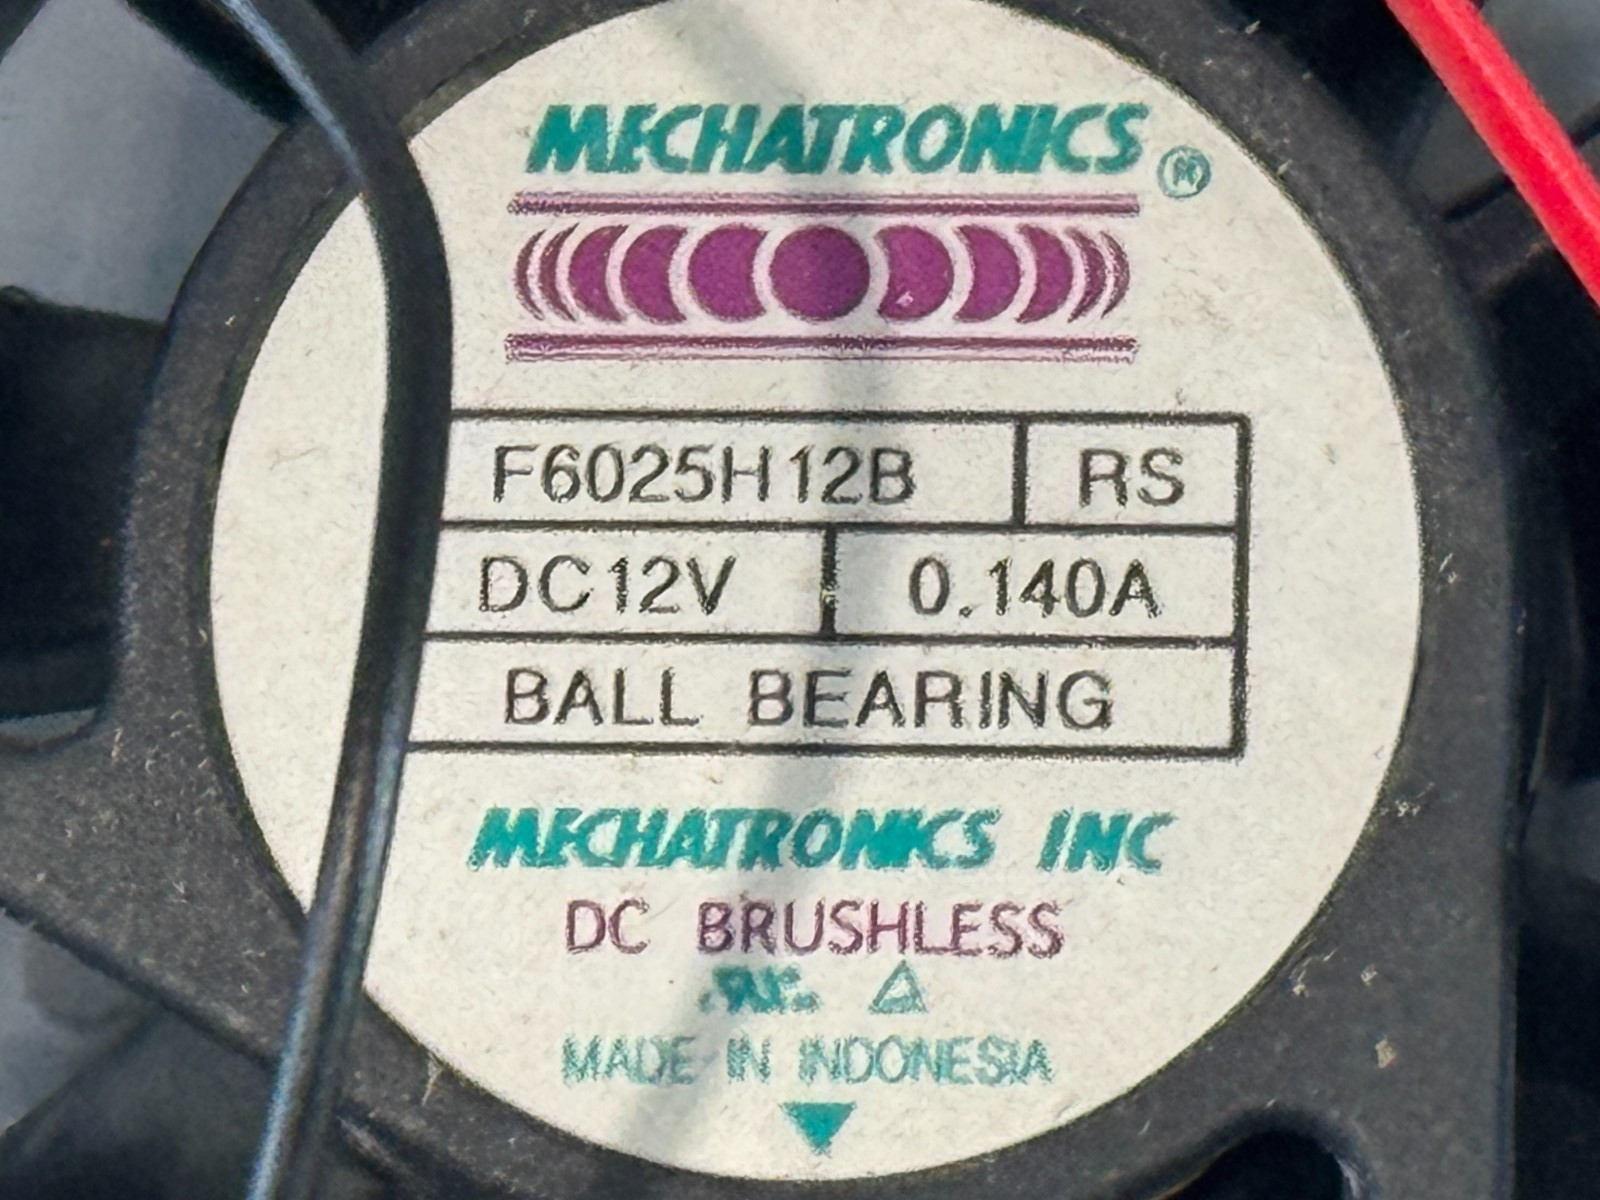 MECHATRONICS ®
F6025H12B RS
DC12V 0.140A
BALL BEARING
MECHATRONICS INC
DC BRUSHLESS
MADE IN INDONESIA